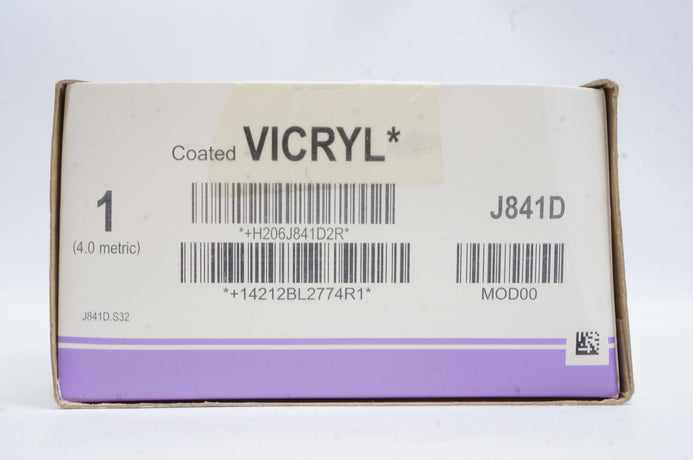 Coated VICRYL*
1
(4.0 metric)
*+H206J841D2R*
J841D
*+14212BL2774R1*
MOD00
J841D.S32